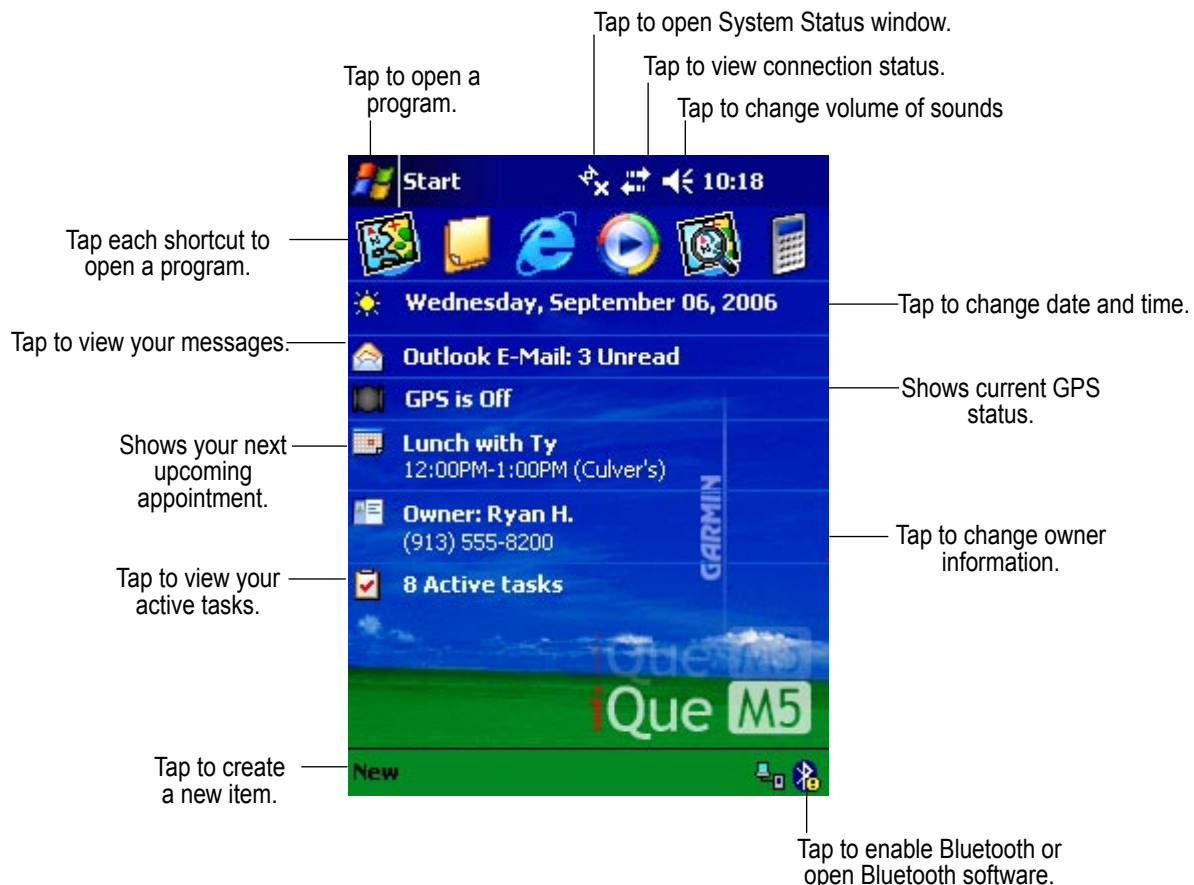 Tap to open System Status window.
Tap to view connection status.
Tap to open a
program.
Tap to change volume of sounds
Start
10:18
Tap each shortcut to
open a program.
Wednesday, September 06, 2006
Tap to change date and time.
Tap to view your messages.
Outlook E-Mail: 3 Unread
GPS is Off
Shows current GPS
status.
Shows your next
upcoming
appointment.
Lunch with Ty
12:00PM-1:00PM (Culver's)
GARMIN
Owner: Ryan H.
(913) 555-8200
Tap to change owner
information.
Tap to view your
active tasks.
8 Active tasks
iQue M5
iQue M5
Tap to create
a new item.
New
Tap to enable Bluetooth or
open Bluetooth software.